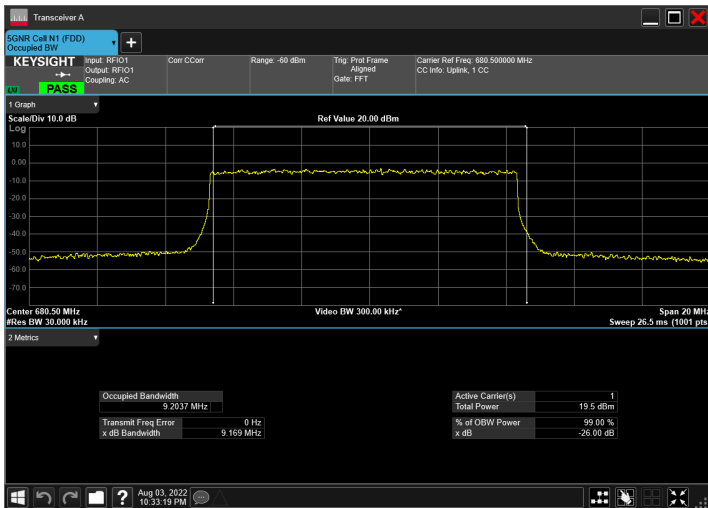 Transceiver A
5GNR Cell N1 (FDD)
Occupied BW
KEYSIGHT
Input: RFIO1
Output: RFIO1
Coupling: AC
Corr CCorr
Range: -60 dBm
Trig: Prot Frame
Aligned
Gate: FFT
Carrier Ref Freq: 680.500000 MHz
CC Info: Uplink, 1 CC
LXI
PASS
1 Graph
Scale/Div 10.0 dB
Ref Value 20.00 dBm
Log
10.0
0.00
-10.0
-20.0
-30.0
-40.0
-50.0
-60.0
-70.0
Center 680.50 MHz
Video BW 300.00 kHz*
Span 20 MHz
#Res BW 30.000 kHz
Sweep 26.5 ms (1001 pts
2 Metrics
Occupied Bandwidth
9.2037 MHz
Active Carrier(s) 1
Total Power 19.5 dBm
Transmit Freq Error 0 Hz
x dB Bandwidth 9.169 MHz
% of OBW Power 99.00 %
x dB -26.00 dB
?
Aug 03, 2022
10:33:19 PM